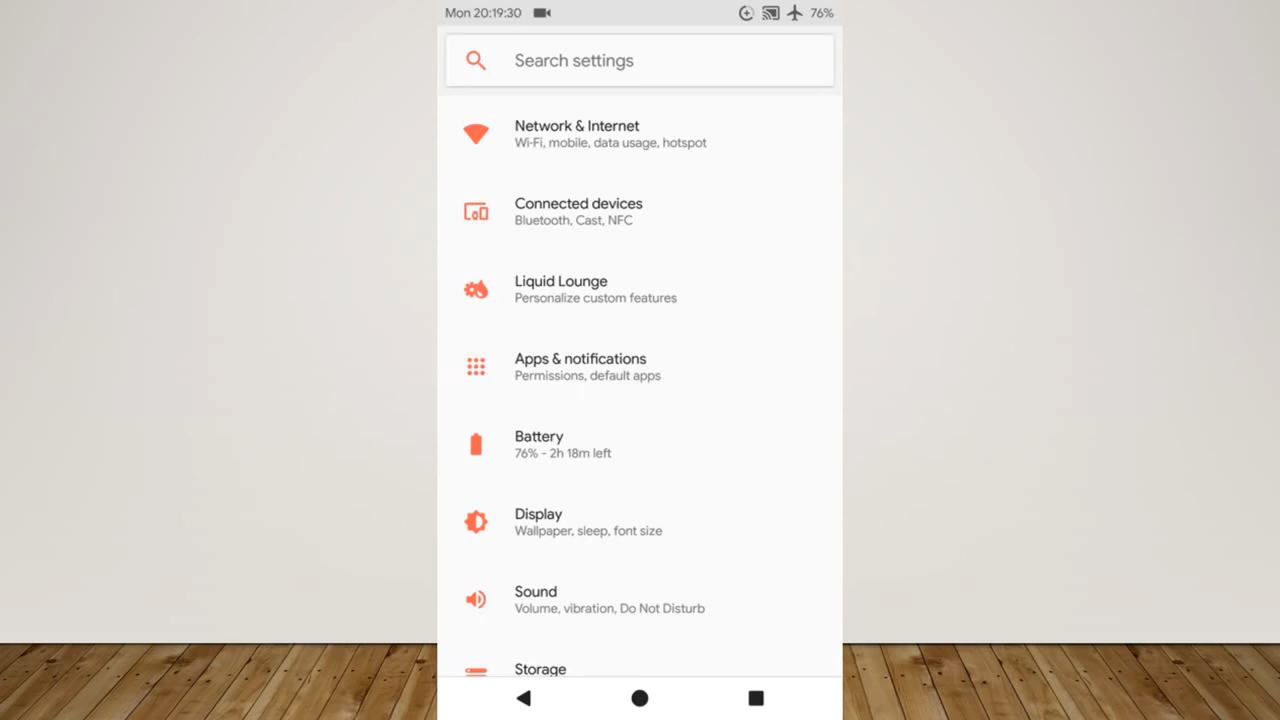 Mon 20:19:30
76%
Search settings
Network & Internet
Wi-Fi, mobile, data usage, hotspot
Connected devices
Bluetooth, Cast, NFC
Liquid Lounge
Personalize custom features
Apps & notifications
Permissions, default apps
Battery
76% - 2h 18m left
Display
Wallpaper, sleep, font size
Sound
Volume, vibration, Do Not Disturb
Storage